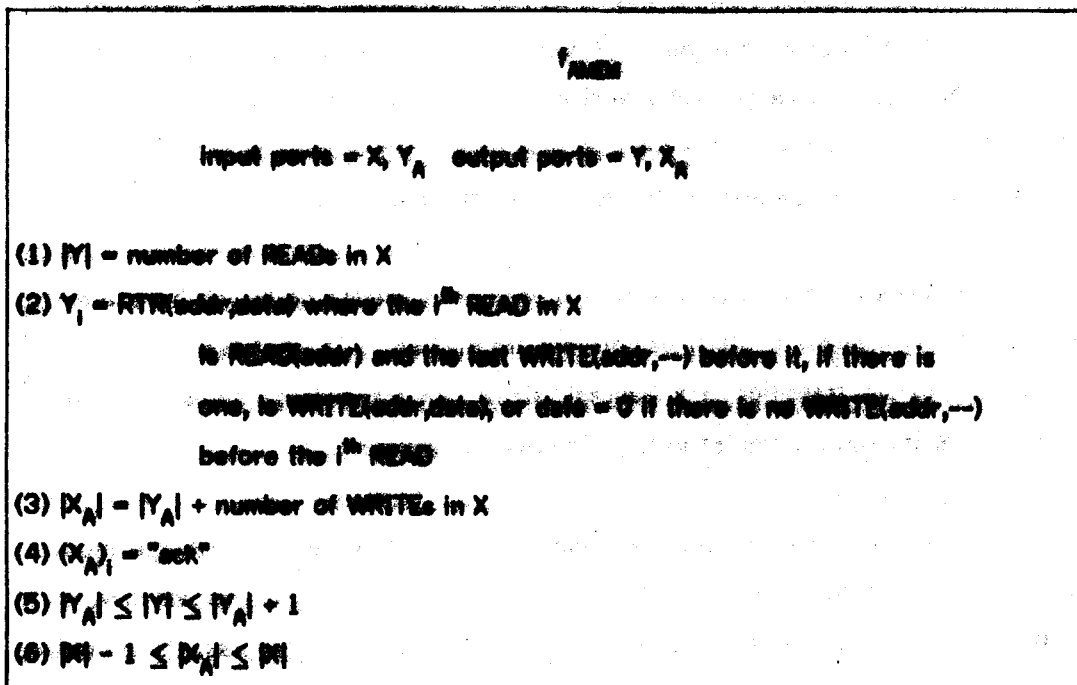 f_AMEM
input ports = X, Y_A output ports = Y, X_A
(1) |Y| = number of READs in X
(2) Y_i = RTR(addr,data) where the i^th READ in X
is READ(addr) and the last WRITE(addr,--) before it, if there is
one, is WRITE(addr,data), or data = 0 if there is no WRITE(addr,--)
before the i^th READ
(3) |X_A| = |Y_A| + number of WRITEs in X
(4) (X_A)_i = "ack"
(5) |Y_A| ≤ |Y| ≤ |Y_A| + 1
(6) |X| - 1 ≤ |X_A| ≤ |X|